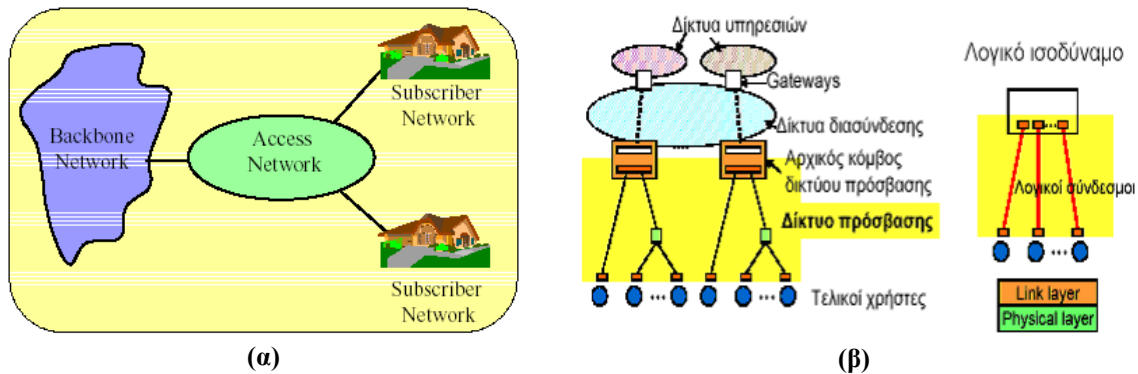 Backbone
Network
Access
Network
Subscriber
Network
Subscriber
Network
(α)
Δίκτυα υπηρεσιών
Gateways
Δίκτυα διασύνδεσης
Αρχικός κόμβος
δικτύου πρόσβασης
Δίκτυο πρόσβασης
Τελικοί χρήστες
Λογικό ισοδύναμο
Λογικοί σύνδεσμοι
Link layer
Physical layer
(β)